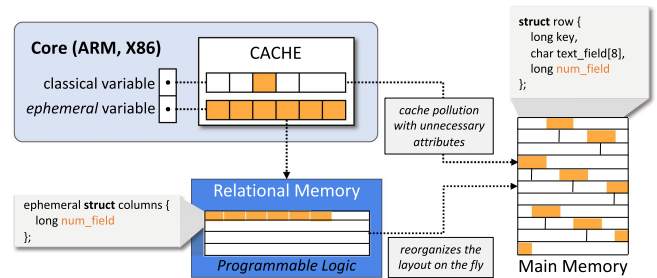 Core (ARM, X86)
CACHE
classical variable
ephemeral variable
struct row {
long key,
char text_field[8],
long num_field
};
cache pollution
with unnecessary
attributes
Relational Memory
ephemeral struct columns {
long num_field
};
Programmable Logic
reorganizes the
layout on the fly
Main Memory